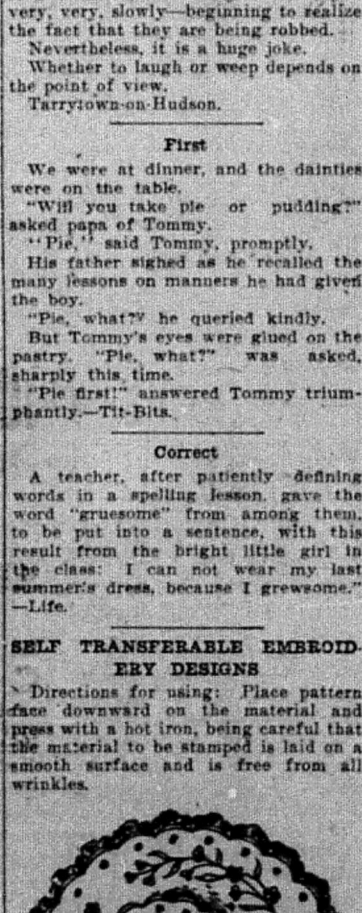 very, very, slowly—beginning to realize
the fact that they are being robbed.
Nevertheless, it is a huge joke.
Whether to laugh or weep depends on
the point of view.
Tarrytown-on-Hudson.
First
We were at dinner, and the dainties
were on the table.
"Will you take pie or pudding?"
asked papa of Tommy.
"Pie," said Tommy, promptly.
His father sighed as he recalled the
many lessons on manners he had given
the boy.
"Pie, what?" he queried kindly.
But Tommy's eyes were glued on the
pastry. "Pie, what?" was asked,
sharply this time.
"Pie first!" answered Tommy trium-
phantly.—Tit-Bits.
Correct
A teacher, after patiently defining
words in a spelling lesson, gave the
word "gruesome" from among them,
to be put into a sentence, with this
result from the bright little girl in
the class: I can not wear my last
summer's dress, because I grewsome."
—Life.
SELF TRANSFERABLE EMBROID-
ERY DESIGNS
Directions for using: Place pattern
face downward on the material and
press with a hot iron, being careful that
the material to be stamped is laid on a
smooth surface and is free from all
wrinkles.